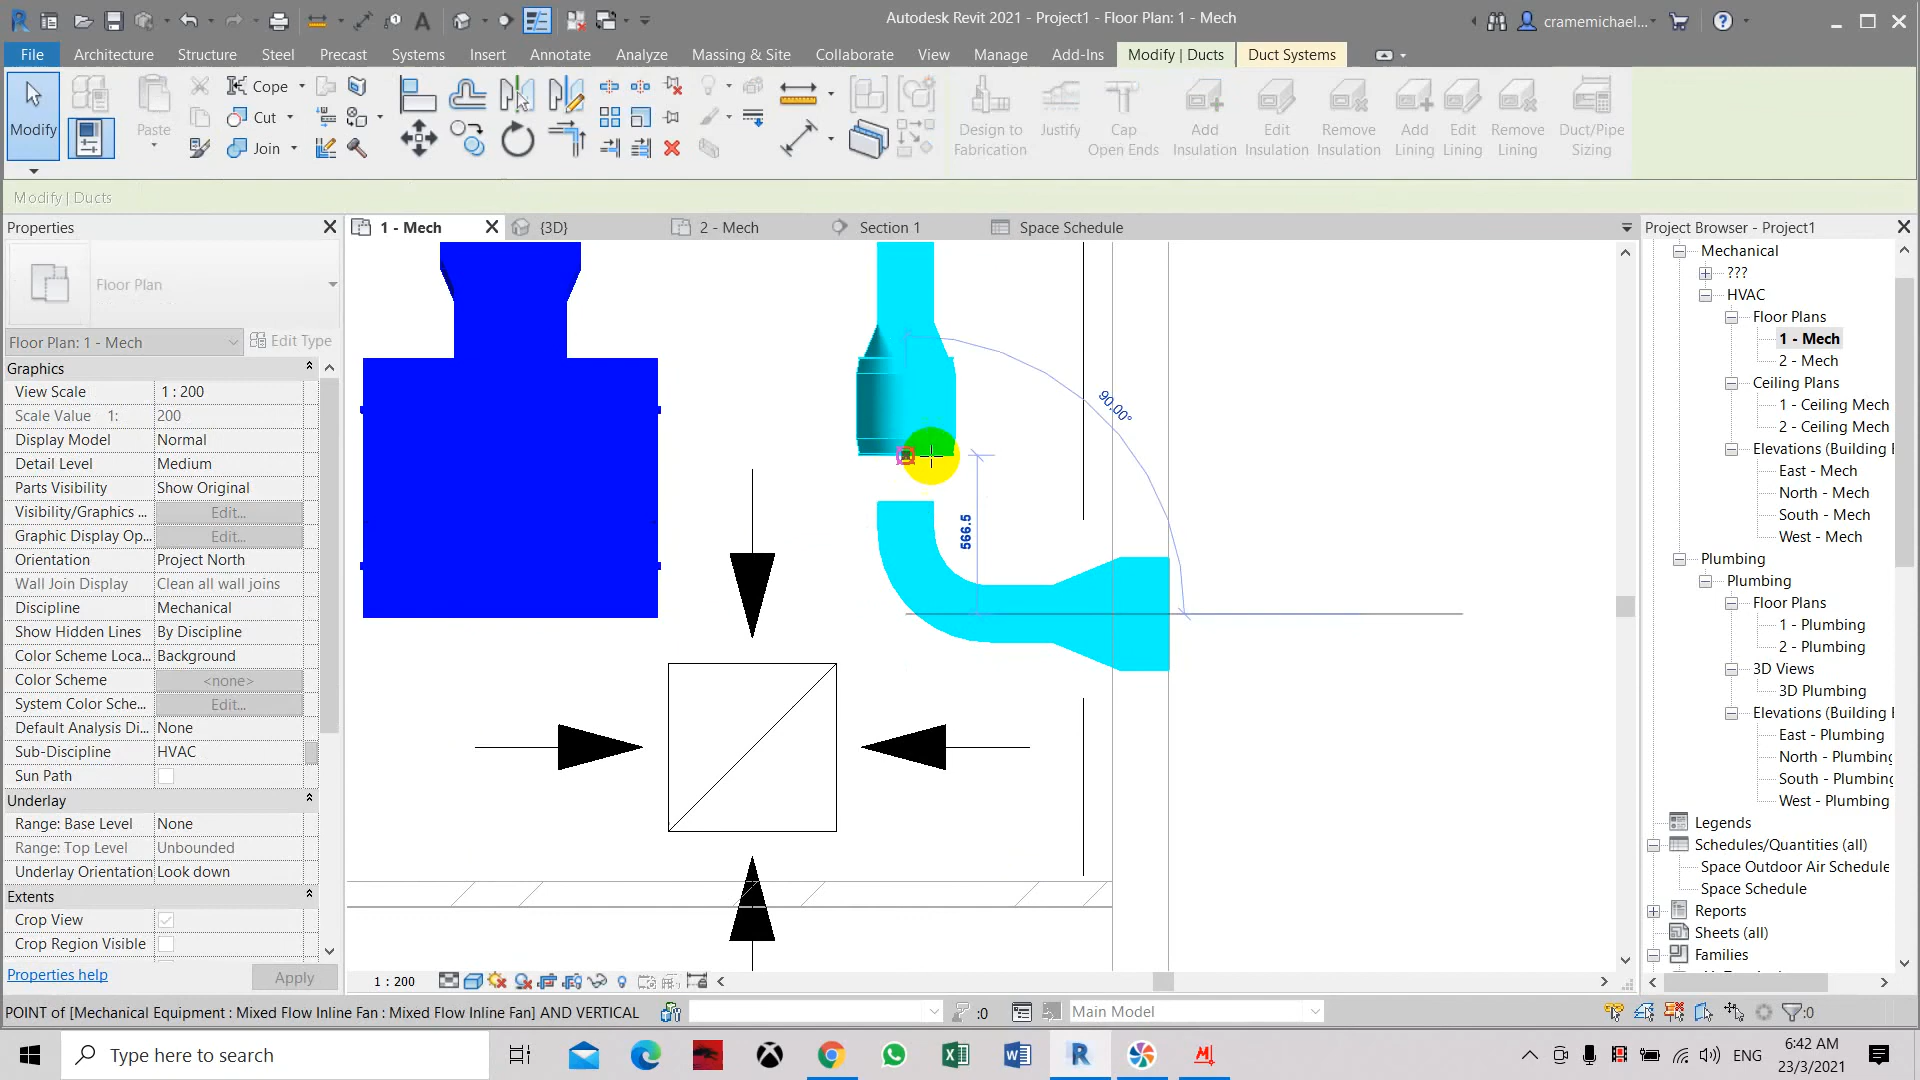 Autodesk Revit 2021 - Project1 - Floor Plan: 1 - Mech
cramemichael...
File Architecture Structure Steel Precast Systems Insert Annotate Analyze Massing & Site Collaborate View Manage Add-Ins Modify | Ducts Duct Systems
Modify
Paste
Cope
Cut
Join
Design to Fabrication
Justify
Cap Open Ends
Add Insulation
Edit Insulation
Remove Insulation
Add Lining
Edit Lining
Remove Lining
Duct/Pipe Sizing
Modify | Ducts
Properties
1 - Mech
{3D}
2 - Mech
Section 1
Space Schedule
Project Browser - Project1
Floor Plan
Floor Plan: 1 - Mech
Edit Type
Graphics
View Scale 1 : 200
Scale Value 1: 200
Display Model Normal
Detail Level Medium
Parts Visibility Show Original
Visibility/Graphics ... Edit...
Graphic Display Op... Edit...
Orientation Project North
Wall Join Display Clean all wall joins
Discipline Mechanical
Show Hidden Lines By Discipline
Color Scheme Loca... Background
Color Scheme <none>
System Color Sche... Edit...
Default Analysis Di... None
Sub-Discipline HVAC
Sun Path
Underlay
Range: Base Level None
Range: Top Level Unbounded
Underlay Orientation Look down
Extents
Crop View
Crop Region Visible
Properties help
Apply
90.00°
566.5
Mechanical
???
HVAC
Floor Plans
1 - Mech
2 - Mech
Ceiling Plans
1 - Ceiling Mech
2 - Ceiling Mech
Elevations (Building E
East - Mech
North - Mech
South - Mech
West - Mech
Plumbing
Plumbing
Floor Plans
1 - Plumbing
2 - Plumbing
3D Views
3D Plumbing
Elevations (Building E
East - Plumbing
North - Plumbing
South - Plumbing
West - Plumbing
Legends
Schedules/Quantities (all)
Space Outdoor Air Schedule
Space Schedule
Reports
Sheets (all)
Families
1 : 200
POINT of [Mechanical Equipment : Mixed Flow Inline Fan : Mixed Flow Inline Fan] AND VERTICAL
:0
Main Model
:0
Type here to search
ENG
6:42 AM
23/3/2021